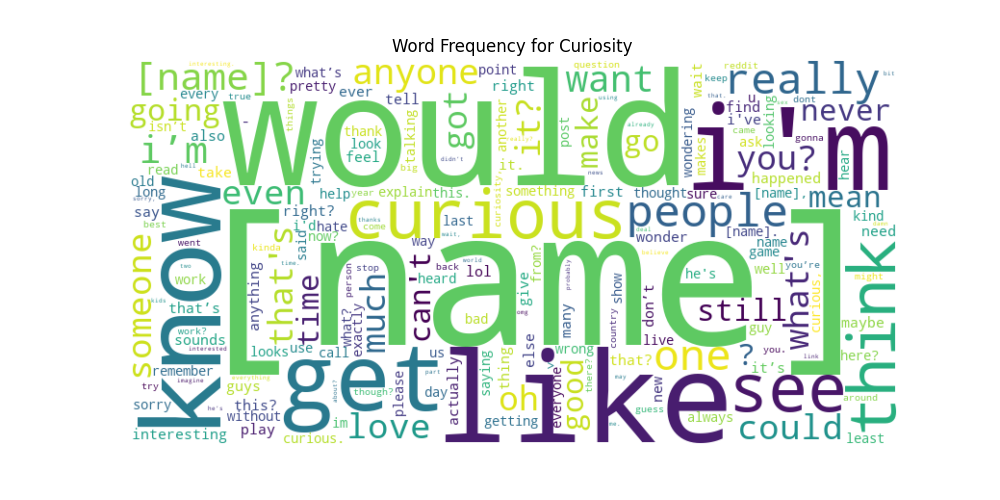 Word Frequency for Curiosity
interesting.
question
reddit
bit
[name]?
what's
anyone
point
want
wait
keep
really
pretty
ever
tell
right
that.
using
dont
every
true
things
would
i'm
u
find
never
going
isn't
also
-
got
another
it?
post
make
already
i've
came
looking
gonna
thank
look
feel
talking
go
wondering
makes
ask
you?
i’m
trying
big
didn't
it.
news
happened
hear
read
take
old
long
know
even
help
year
explain
this.
something
first
thought
sure
care
[name],
mean
sorry,
say
right?
curious
curiosity,
people
kind
best
i'd
hate
thanks
come
last
[name].
need
someone
went
kinda
said
now?
way
wait,
wonder
deal
name
game
[name]
that's
time
person
stop
back
world
heard
lol
can't
from?
believe
he's
well
you’re
might
two
work
anything
time.
what?
exactly
much
give
probably
many
country
show
don’t
still
what's
curious,
think
that’s
kids
bad
omg
guy
maybe
work?
sounds
interested
looks
use
call
us
else
wrong
live
you.
link
here?
remember
everything
thing
that?
one
?
it’s
try
imagine
guys
about?
though?
get
part
like
there?
may
new
see
around
please
day
actually
saying
oh
everyone
good
sorry
he's
this?
without
play
im
love
getting
me.
guess
always
could
interesting
curious.
least